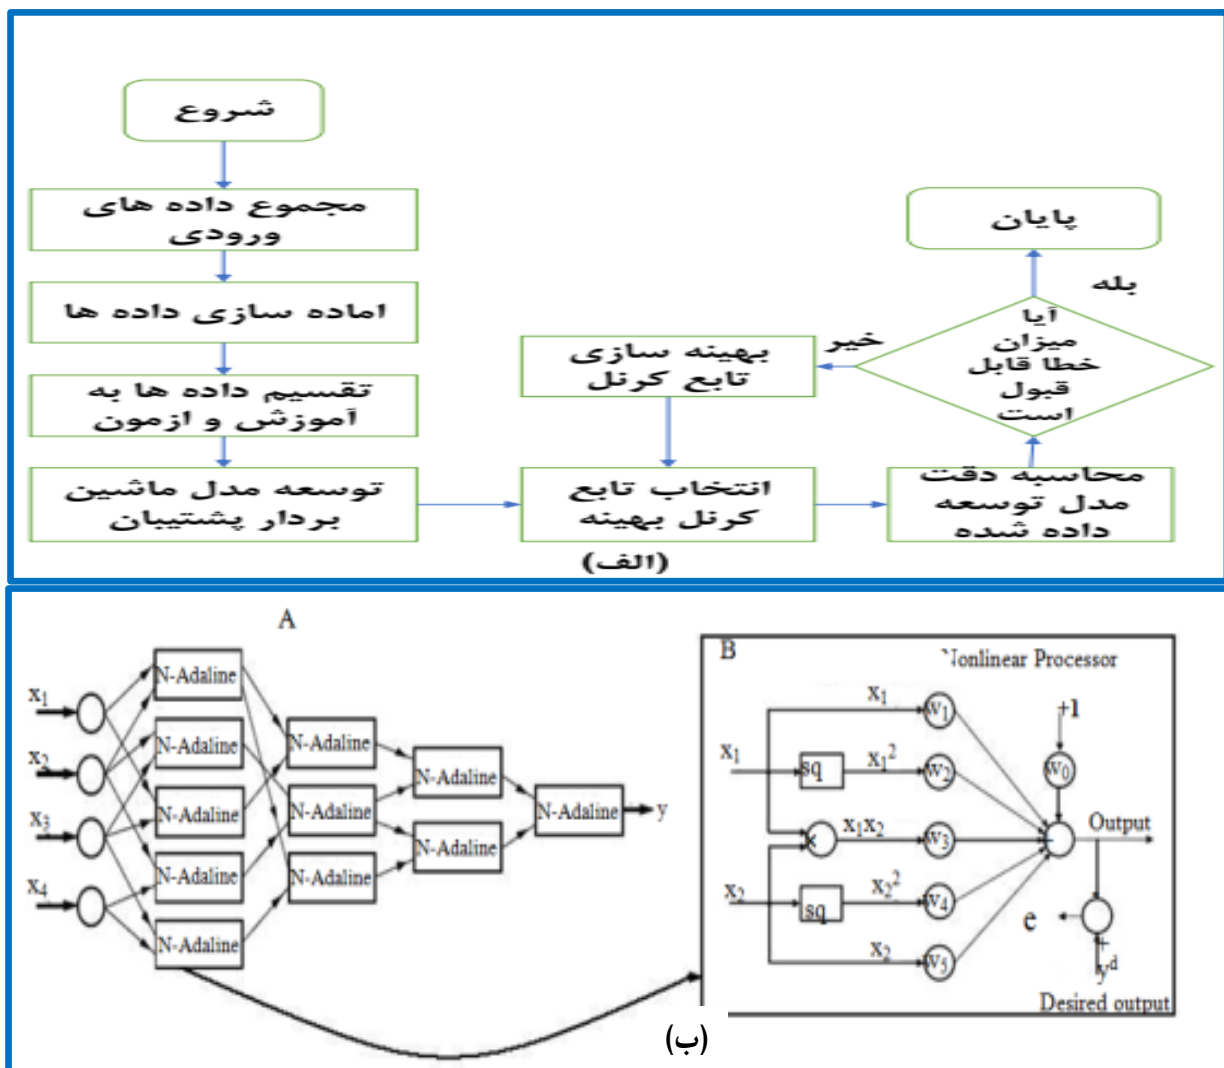 شروع
مجموع داده های
ورودی
اماده سازی داده ها
تقسیم داده ها به
آموزش و ازمون
توسعه مدل ماشین
بردار پشتیبان
بهینه سازی
تابع کرنل
انتخاب تابع
کرنل بهینه
محاسبه دقت
مدل توسعه
داده شده
آیا
میزان
خطا قابل
قبول
است
خیر
بله
پایان
(الف)
A
x1
x2
x3
x4
N-Adaline
N-Adaline
N-Adaline
N-Adaline
N-Adaline
N-Adaline
N-Adaline
N-Adaline
N-Adaline
N-Adaline
N-Adaline
y
B
Nonlinear Processor
x1
x1
w1
+1
w0
sq
x1²
w2
x
x1x2
w3
Output
x2
sq
x2²
w4
e
x2
w5
+
yᵈ
Desired output
(ب)